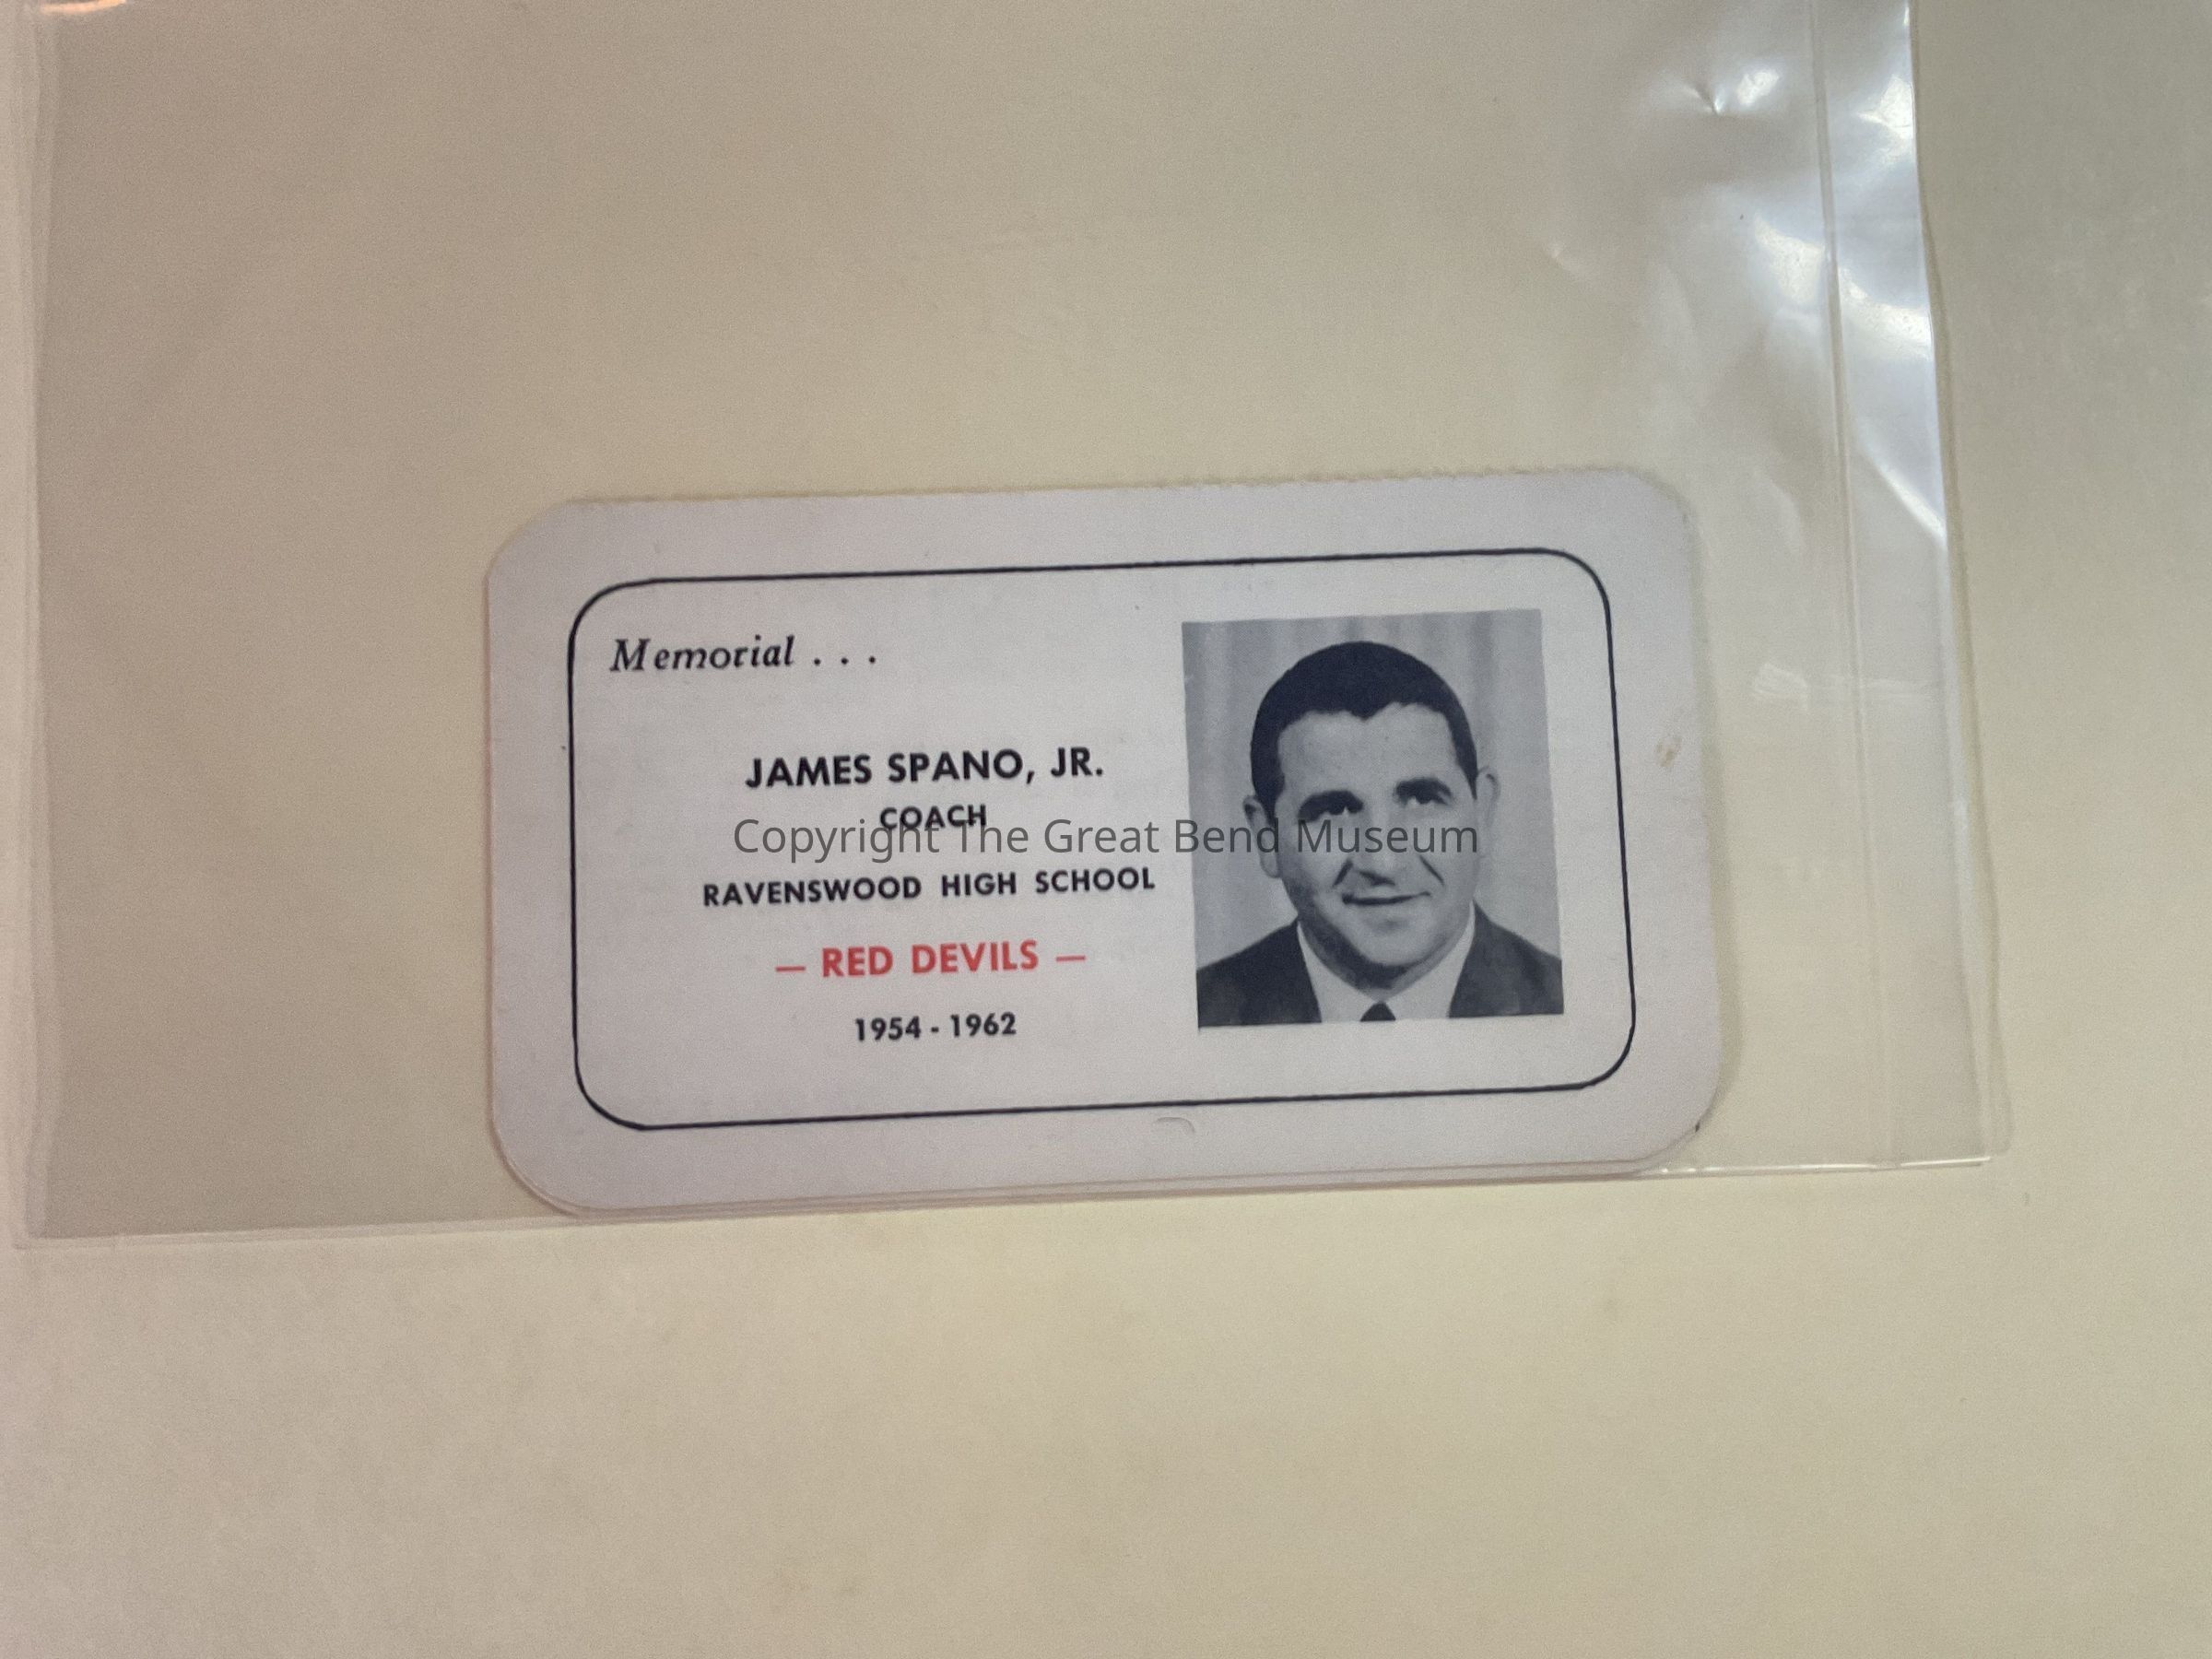 Memorial . . .
JAMES SPANO, JR.
COACH
Copyright The Great Bend Museum
RAVENSWOOD HIGH SCHOOL
— RED DEVILS —
1954 - 1962